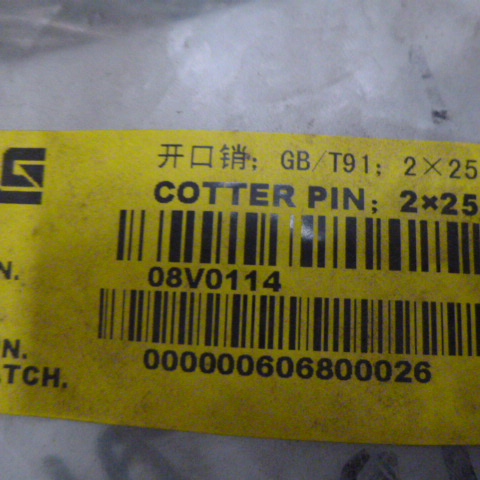 开口销; GB/T91; 2×25
COTTER PIN; 2×25
N.
08V0114
N.
TCH.
000000606800026